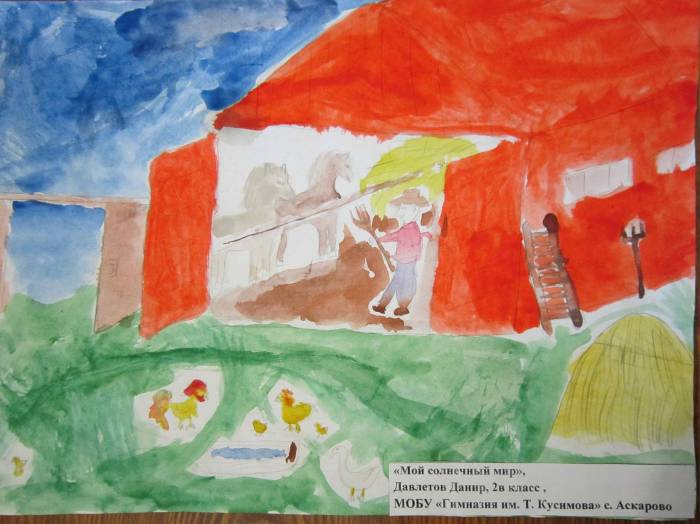 «Мой солнечный мир»,
Давлетов Данир, 2в класс ,
МОБУ «Гимназия им. Т. Кусимова» с. Аскарово